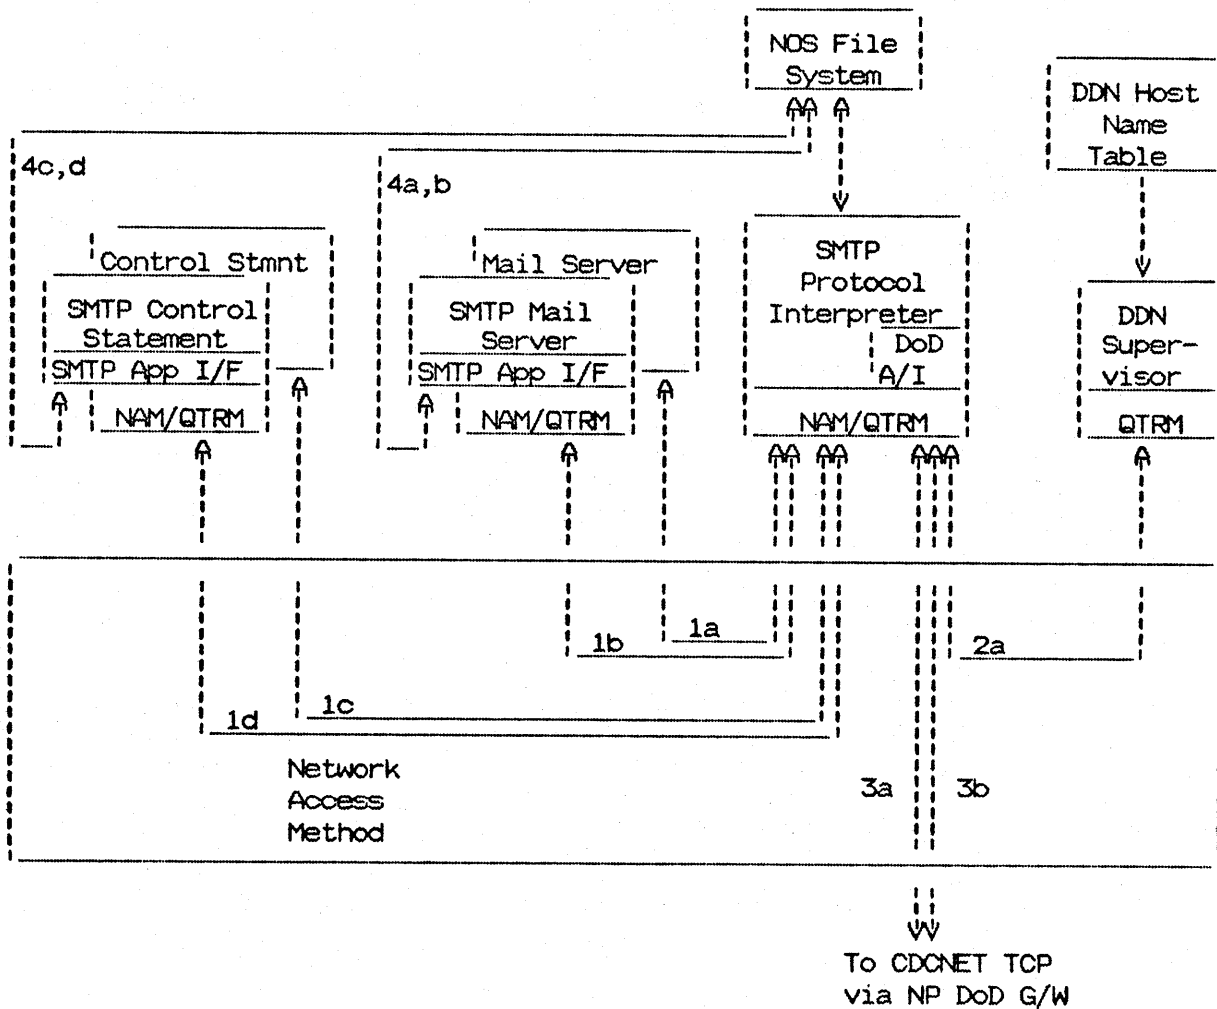 NOS File
System
DDN Host
Name
Table
4c,d
4a,b
Control Stmnt
SMTP Control
Statement
SMTP App I/F
NAM/QTRM
Mail Server
SMTP Mail
Server
SMTP App I/F
NAM/QTRM
SMTP
Protocol
Interpreter
DoD
A/I
NAM/QTRM
DDN
Super-
visor
QTRM
1a
1b
2a
1c
1d
Network
Access
Method
3a
3b
To CDCNET TCP
via NP DoD G/W